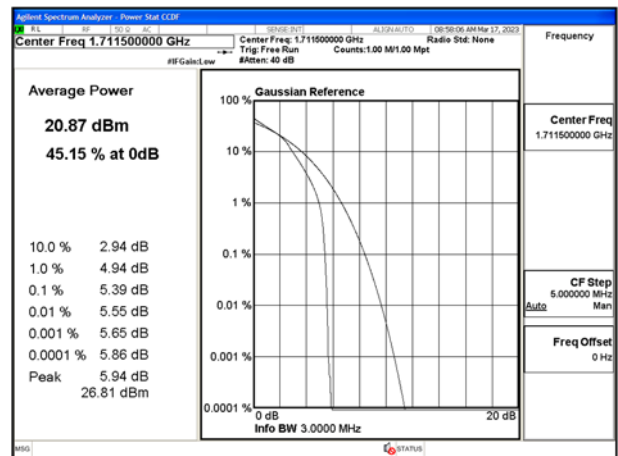 Agilent Spectrum Analyzer - Power Stat CCDF
RL RF 50 Ω AC SENSE:INT ALIGNAUTO 08:58:06 AM Mar 17, 2023
Center Freq 1.711500000 GHz
Center Freq: 1.711500000 GHz Radio Std: None
Trig: Free Run Counts:1.00 M/1.00 Mpt
#IFGain:Low #Atten: 40 dB
Frequency
Average Power
20.87 dBm
45.15 % at 0dB
10.0 % 2.94 dB
1.0 % 4.94 dB
0.1 % 5.39 dB
0.01 % 5.55 dB
0.001 % 5.65 dB
0.0001 % 5.86 dB
Peak 5.94 dB
26.81 dBm
Gaussian Reference
100 %
10 %
1 %
0.1 %
0.01 %
0.001 %
0.0001 %
0 dB 20 dB
Info BW 3.0000 MHz
Center Freq
1.711500000 GHz
CF Step
5.000000 MHz
Auto Man
Freq Offset
0 Hz
MSG STATUS